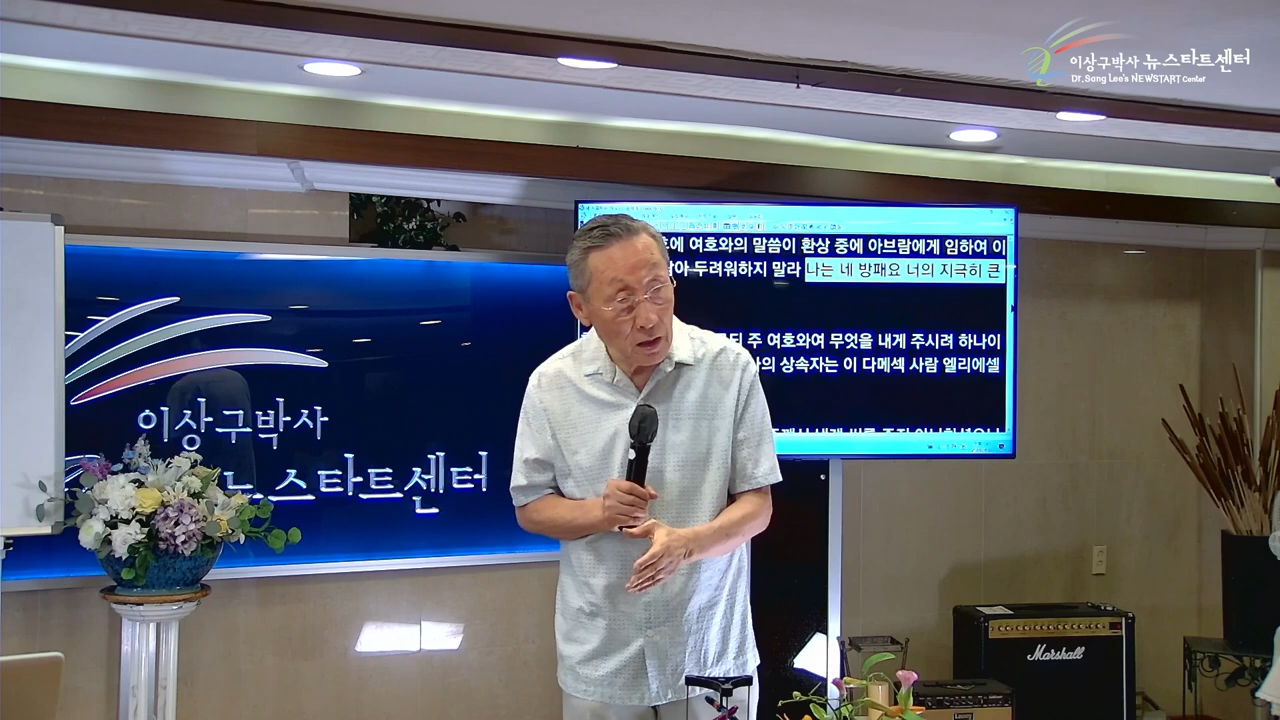 이상구박사 뉴스타트센터
Dr. Sang Lee's NEWSTART Center
에 여호와의 말씀이 환상 중에 아브람에게 임하여 이
두려워하지 말라 나는 네 방패요 너의 지극히 큰
주 여호와여 무엇을 내게 주시려 하나이
상속자는 이 다메섹 사람 엘리에셀
이상구박사
뉴스타트센터
Marshall
Laney